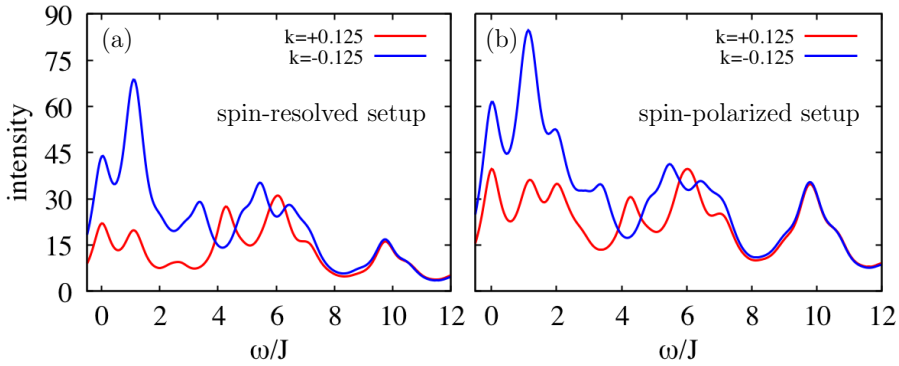 90
75
60
45
30
15
0
intensity
(a)
k=+0.125
k=-0.125
spin-resolved setup
0 2 4 6 8 10 12
ω/J
(b)
k=+0.125
k=-0.125
spin-polarized setup
0 2 4 6 8 10 12
ω/J